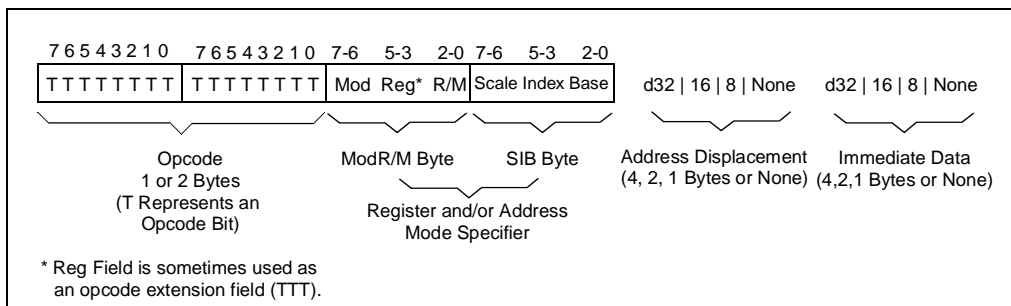 7 6 5 4 3 2 1 0 7 6 5 4 3 2 1 0 7-6 5-3 2-0 7-6 5-3 2-0
T T T T T T T T T T T T T T T T Mod Reg* R/M Scale Index Base d32 | 16 | 8 | None d32 | 16 | 8 | None
Opcode ModR/M Byte SIB Byte Address Displacement Immediate Data
1 or 2 Bytes (4, 2, 1 Bytes or None) (4,2,1 Bytes or None)
(T Represents an
Opcode Bit)
Register and/or Address
Mode Specifier
* Reg Field is sometimes used as
an opcode extension field (TTT).